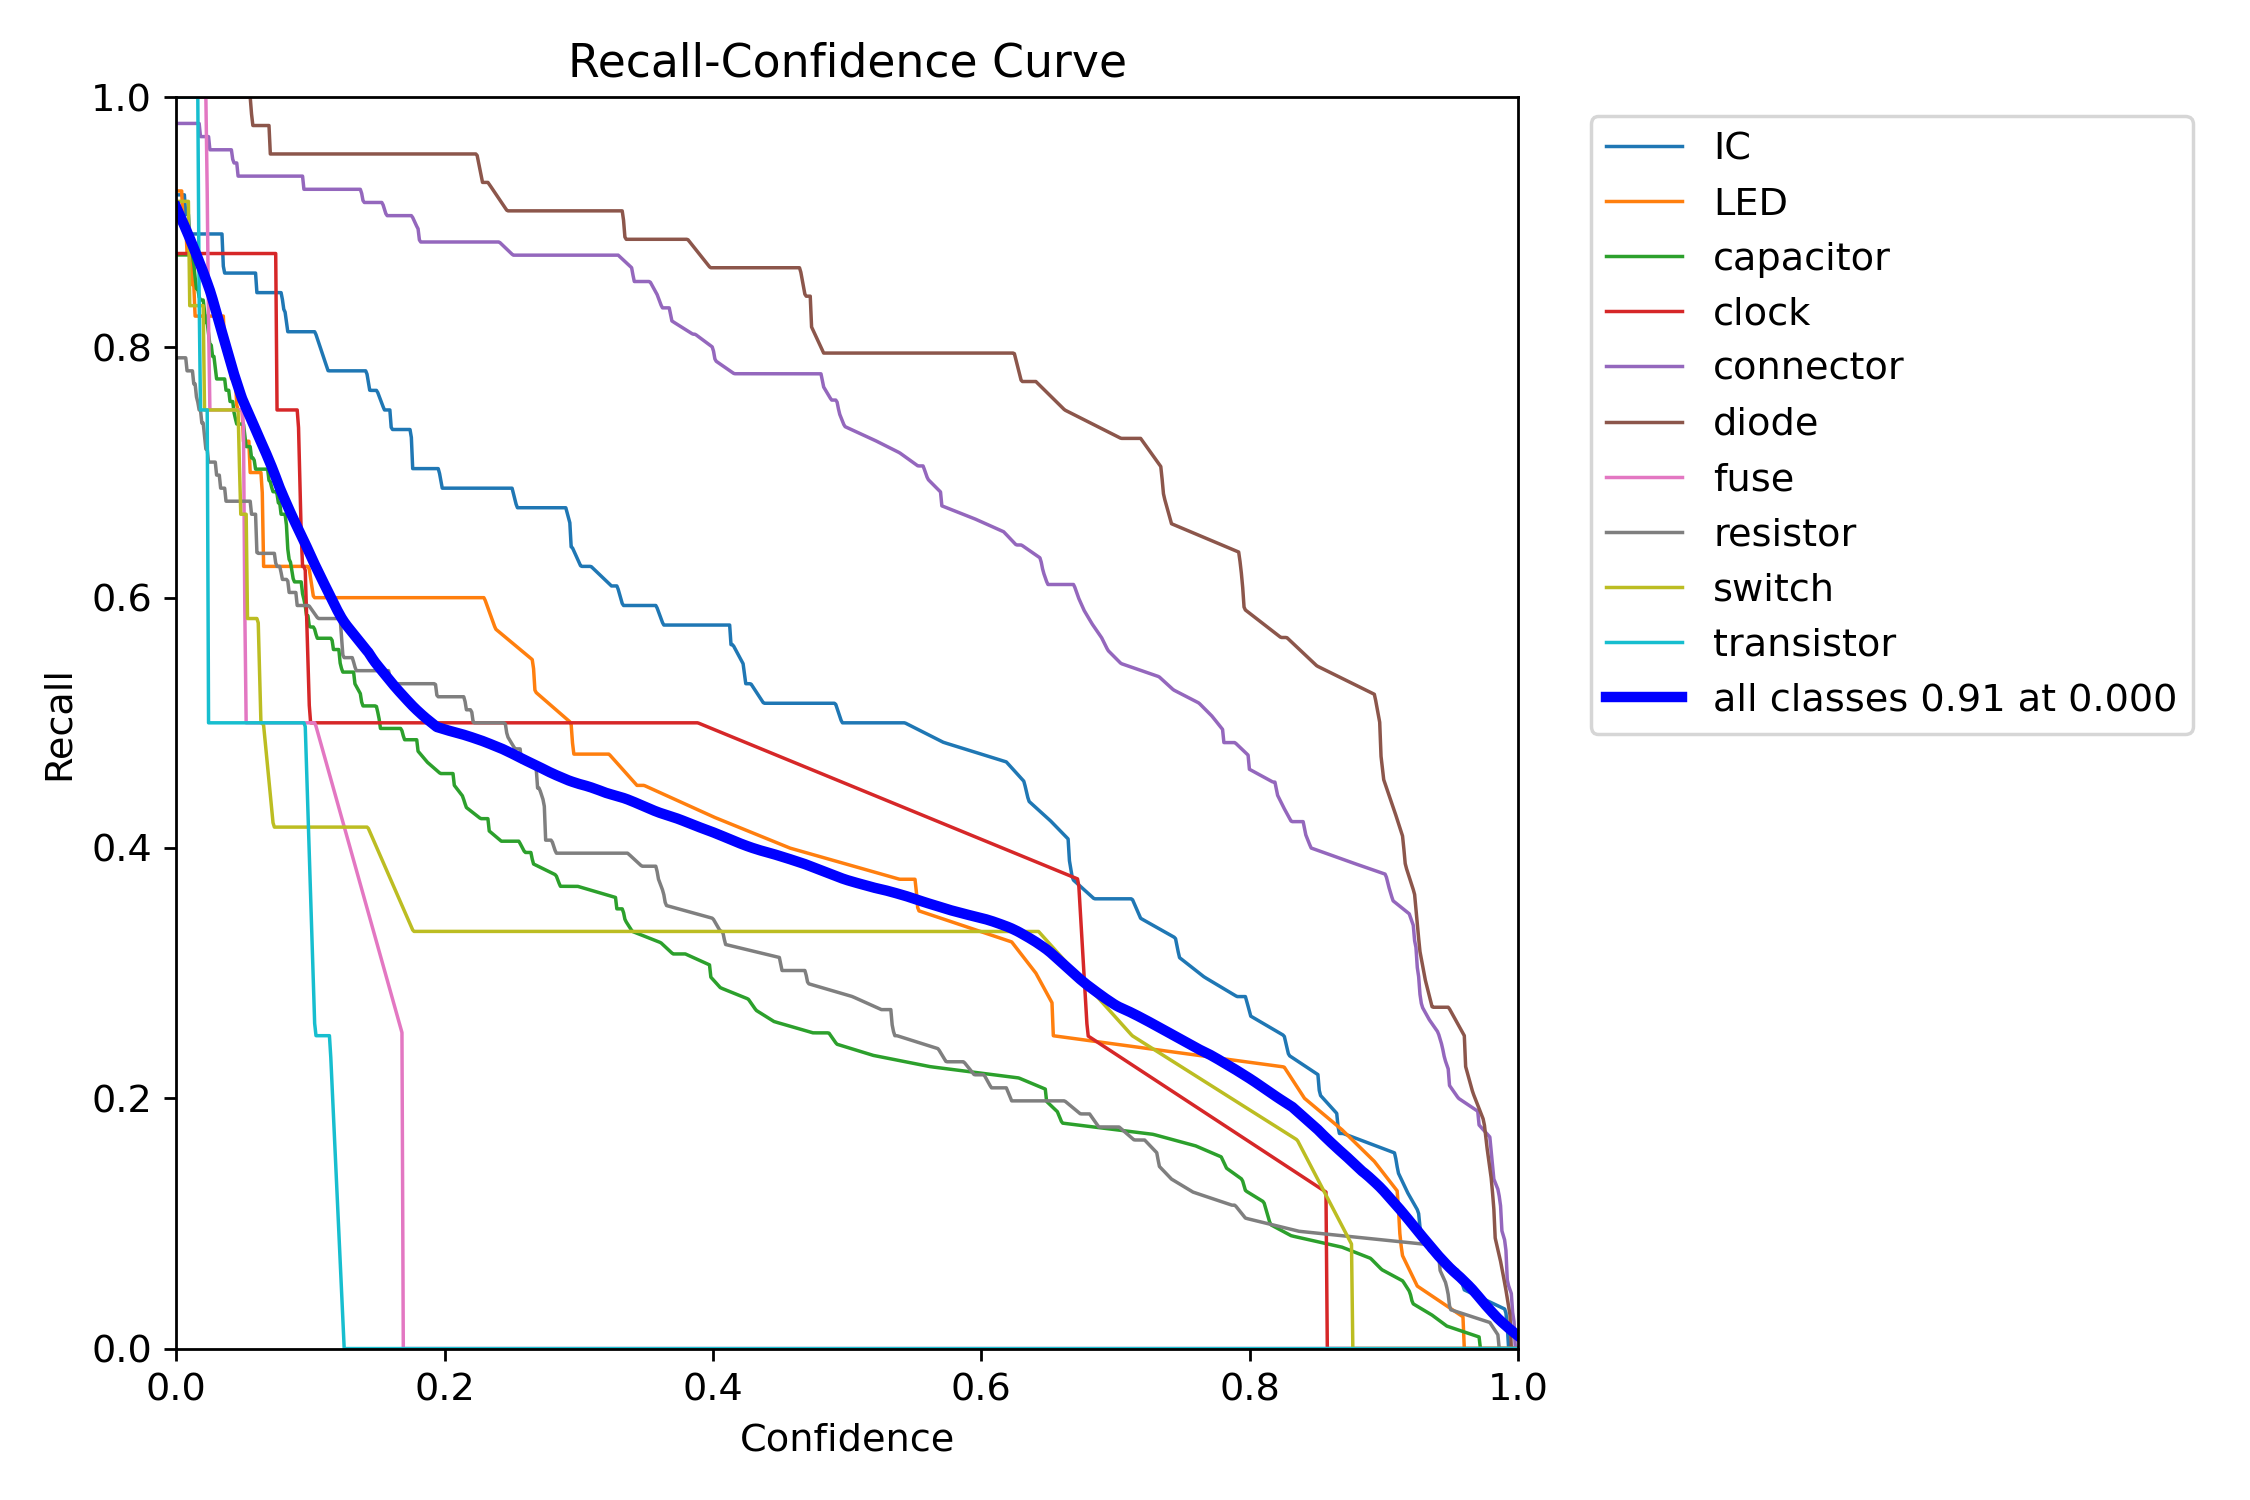 Recall-Confidence Curve
1.0
0.8
0.6
0.4
0.2
0.0
Recall
0.0 0.2 0.4 0.6 0.8 1.0
Confidence
IC
LED
capacitor
clock
connector
diode
fuse
resistor
switch
transistor
all classes 0.91 at 0.000